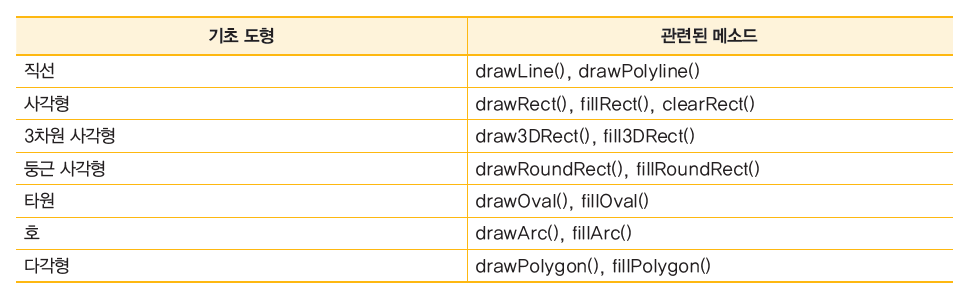 기초 도형 관련된 메소드
직선 drawLine(), drawPolyline()
사각형 drawRect(), fillRect(), clearRect()
3차원 사각형 draw3DRect(), fill3DRect()
둥근 사각형 drawRoundRect(), fillRoundRect()
타원 drawOval(), fillOval()
호 drawArc(), fillArc()
다각형 drawPolygon(), fillPolygon()